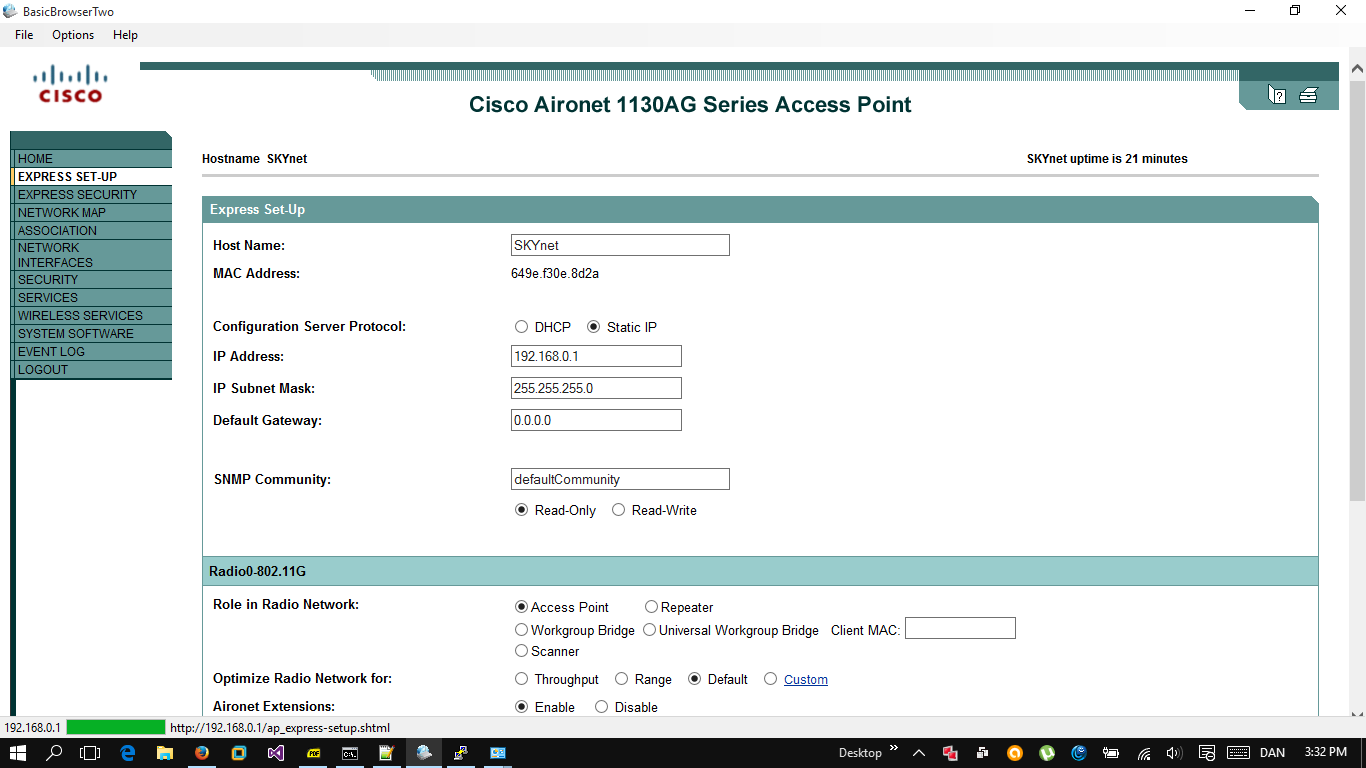 BasicBrowserTwo
File Options Help
CISCO
Cisco Aironet 1130AG Series Access Point
HOME
EXPRESS SET-UP
EXPRESS SECURITY
NETWORK MAP
ASSOCIATION
NETWORK
INTERFACES
SECURITY
SERVICES
WIRELESS SERVICES
SYSTEM SOFTWARE
EVENT LOG
LOGOUT
Hostname SKYnet
SKYnet uptime is 21 minutes
Express Set-Up
Host Name: SKYnet
MAC Address: 649e.f30e.8d2a
Configuration Server Protocol: DHCP Static IP
IP Address: 192.168.0.1
IP Subnet Mask: 255.255.255.0
Default Gateway: 0.0.0.0
SNMP Community: defaultCommunity
Read-Only Read-Write
Radio0-802.11G
Role in Radio Network: Access Point Repeater
Workgroup Bridge Universal Workgroup Bridge Client MAC:
Scanner
Optimize Radio Network for: Throughput Range Default Custom
Aironet Extensions: Enable Disable
192.168.0.1 http://192.168.0.1/ap_express-setup.shtml
Desktop » DAN 3:32 PM